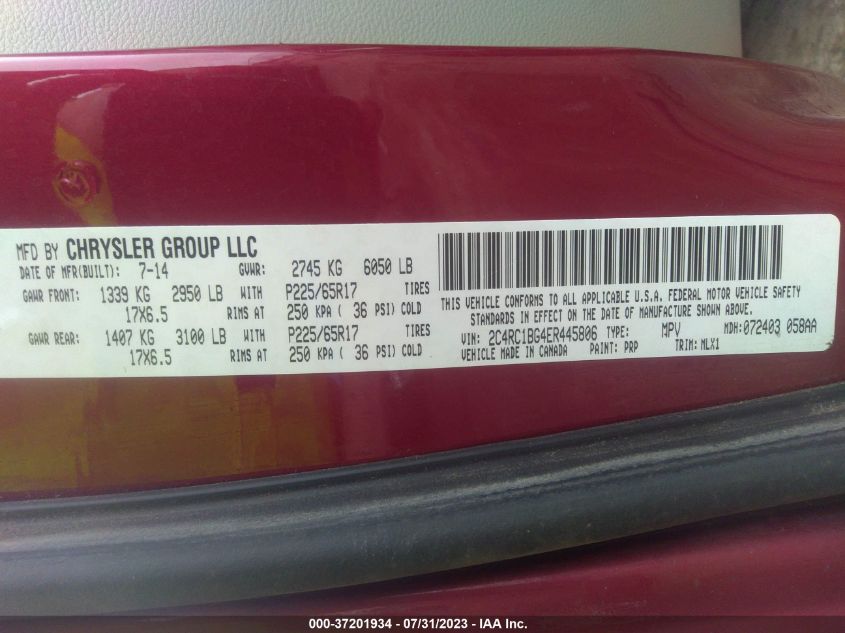 MFD BY CHRYSLER GROUP LLC
DATE OF MFR(BUILT): 7-14 GVWR: 2745 KG 6050 LB
GAWR FRONT: 1339 KG 2950 LB WITH P225/65R17 TIRES
17X6.5 RIMS AT 250 KPA ( 36 PSI) COLD
GAWR REAR: 1407 KG 3100 LB WITH P225/65R17 TIRES
17X6.5 RIMS AT 250 KPA ( 36 PSI) COLD
THIS VEHICLE CONFORMS TO ALL APPLICABLE U.S.A. FEDERAL MOTOR VEHICLE SAFETY
STANDARDS IN EFFECT ON THE DATE OF MANUFACTURE SHOWN ABOVE.
VIN: 2C4RC1BG4ER445806 TYPE: MPV MDH: 072403 058AA
VEHICLE MADE IN CANADA PAINT: PRP TRIM: MLX1
000-37201934 / 07/31/2023 - IAA Inc.